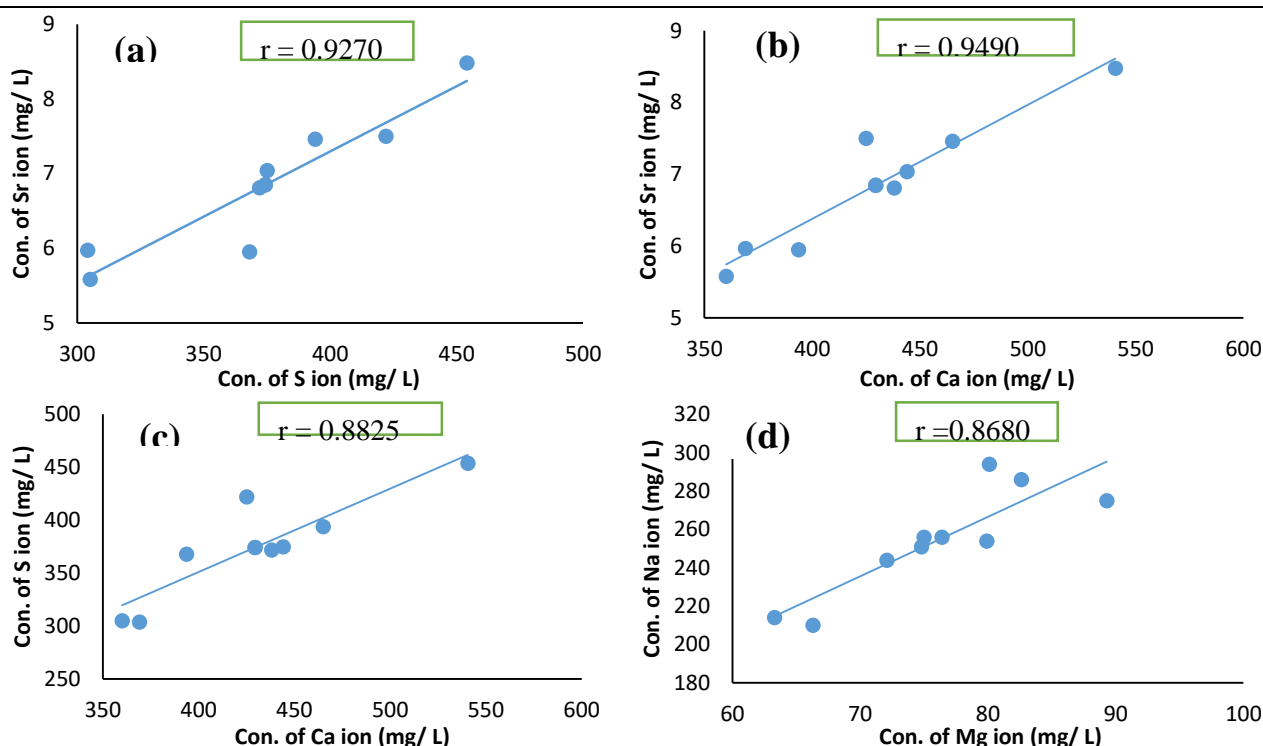 (a)
r = 0.9270
Con. of Sr ion (mg/ L)
9
8
7
6
5
300 350 400 450 500
Con. of S ion (mg/ L)
(b)
r = 0.9490
Con. of Sr ion (mg/ L)
9
8
7
6
5
350 400 450 500 550 600
Con. of Ca ion (mg/ L)
(c)
r = 0.8825
Con. of S ion (mg/ L)
500
450
400
350
300
250
350 400 450 500 550 600
Con. of Ca ion (mg/ L)
(d)
r =0.8680
Con. of Na ion (mg/ L)
320
300
280
260
240
220
200
180
60 70 80 90 100
Con. of Mg ion (mg/ L)